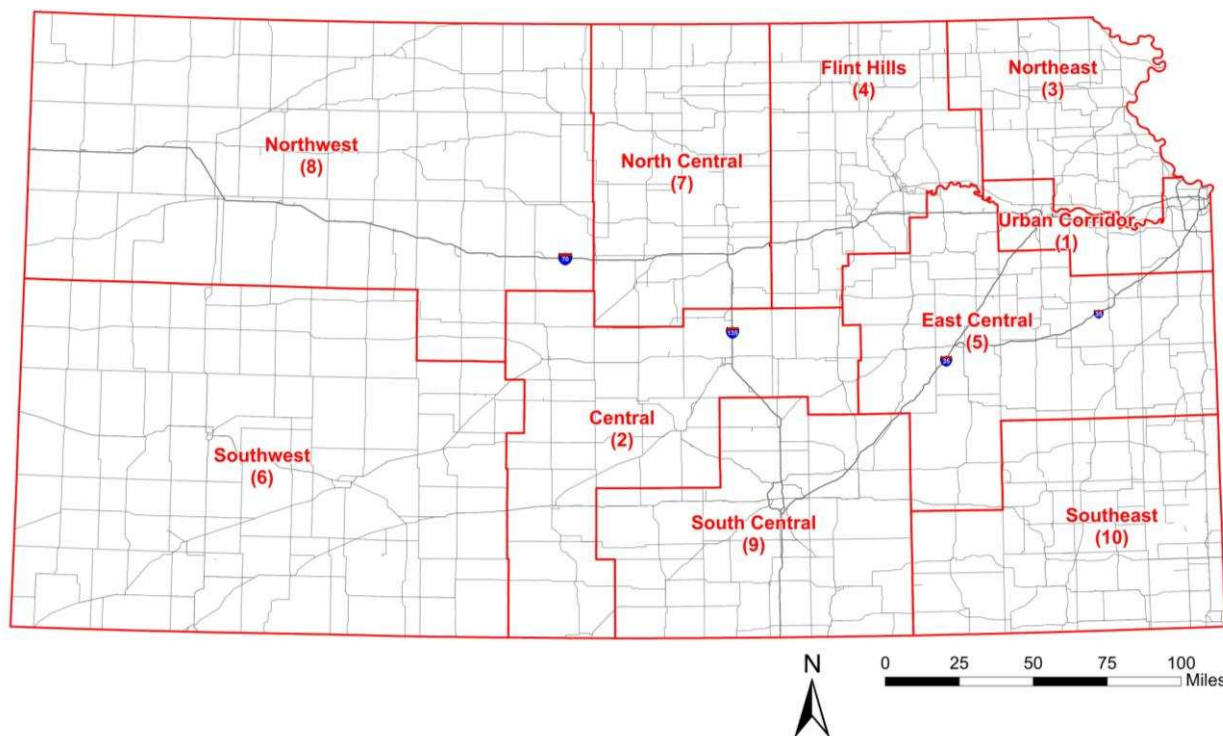 Flint Hills
(4)
Northeast
(3)
Northwest
(8)
North Central
(7)
Urban Corridor
(1)
70
East Central
(5)
35
135
35
Central
(2)
Southwest
(6)
South Central
(9)
Southeast
(10)
N
0 25 50 75 100
Miles